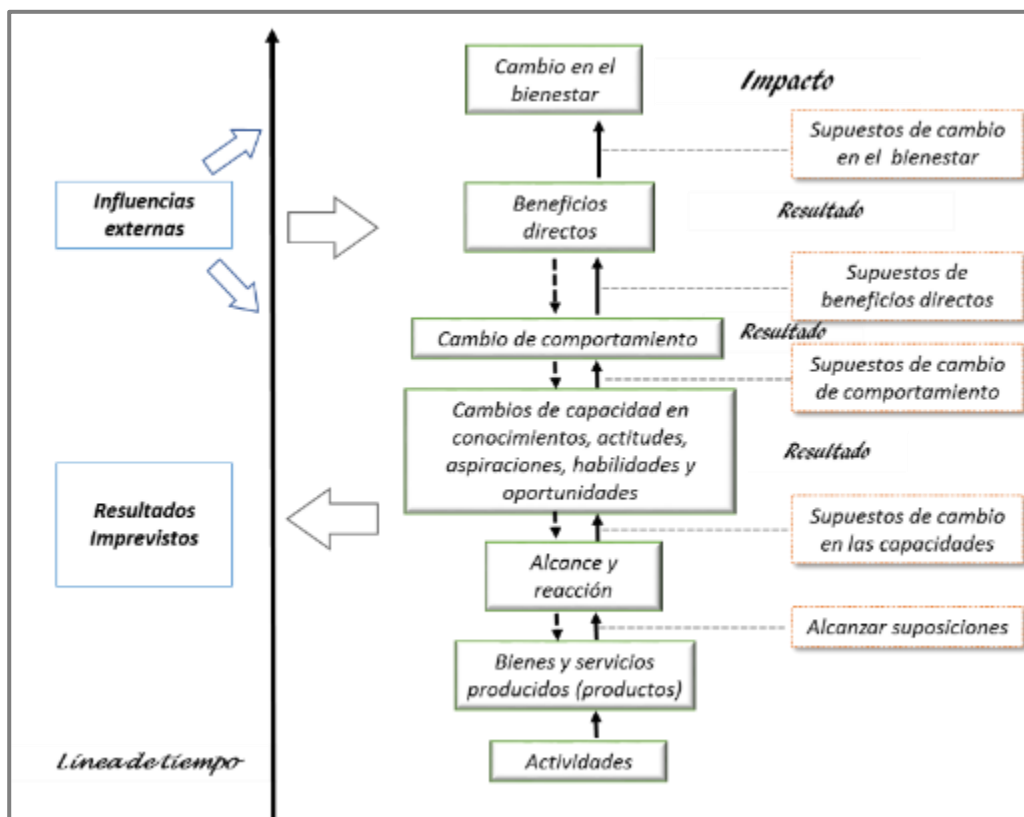 Cambio en el
bienestar
Impacto
Supuestos de cambio
en el bienestar
Influencias
externas
Beneficios
directos
Resultado
Supuestos de
beneficios directos
Cambio de comportamiento
Resultado
Supuestos de cambio
de comportamiento
Cambios de capacidad en
conocimientos, actitudes,
aspiraciones, habilidades y
oportunidades
Resultado
Resultados
Imprevistos
Supuestos de cambio
en las capacidades
Alcance y
reacción
Alcanzar suposiciones
Bienes y servicios
producidos (productos)
Línea de tiempo
Actividades